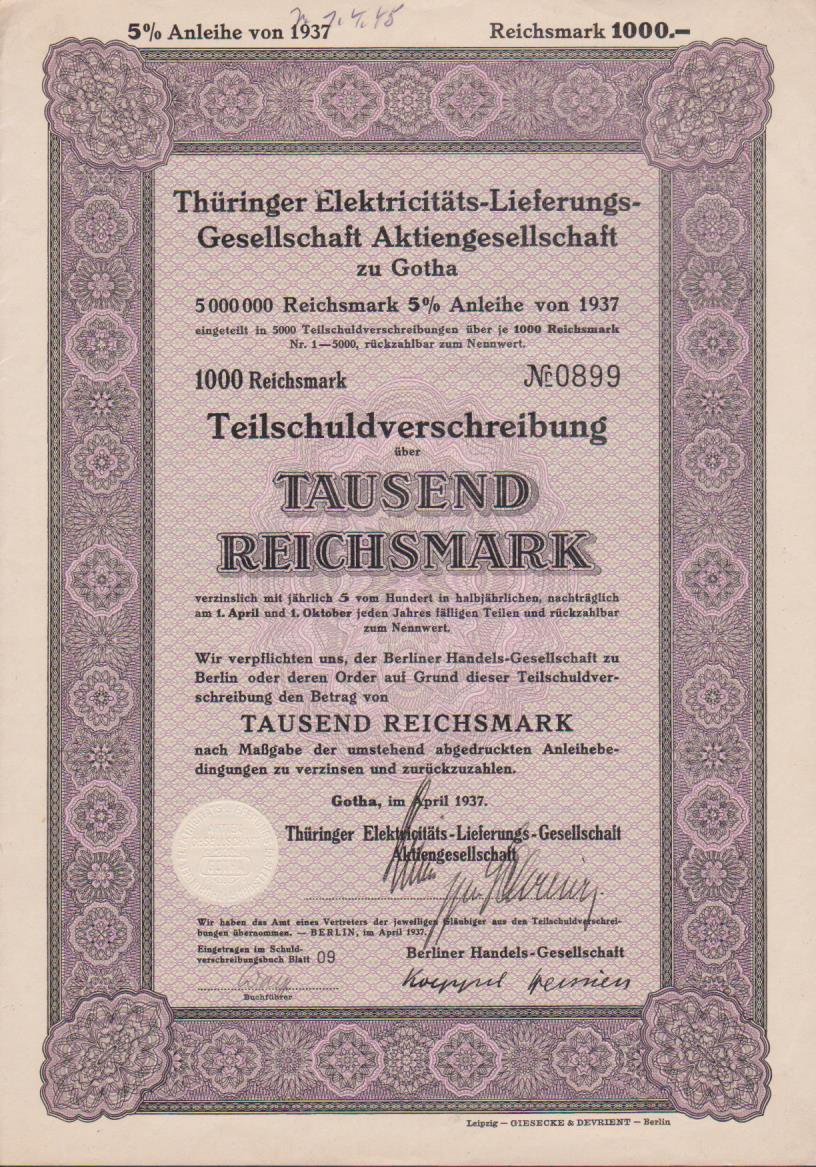 5% Anleihe von 1937 Reichsmark 1000.—
Thüringer Elektricitäts-Lieferungs-
Gesellschaft Aktiengesellschaft
zu Gotha
5 000 000 Reichsmark 5% Anleihe von 1937
eingeteilt in 5000 Teilschuldverschreibungen über je 1000 Reichsmark
Nr. 1—5000, rückzahlbar zum Nennwert.
1000 Reichsmark № 0899
Teilschuldverschreibung
über
TAUSEND
REICHSMARK
verzinslich mit jährlich 5 vom Hundert in halbjährlichen, nachträglich
am 1. April und 1. Oktober jeden Jahres fälligen Teilen und rückzahlbar
zum Nennwert.
Wir verpflichten uns, der Berliner Handels-Gesellschaft zu
Berlin oder deren Order auf Grund dieser Teilschuldver-
schreibung den Betrag von
TAUSEND REICHSMARK
nach Maßgabe der umstehend abgedruckten Anleihebe-
dingungen zu verzinsen und zurückzuzahlen.
Gotha, im April 1937.
Thüringer Elektricitäts-Lieferungs-Gesellschaft
Aktiengesellschaft
Wir haben das Amt eines Vertreters der jeweiligen Gläubiger aus den Teilschuldverschrei-
bungen übernommen. — BERLIN, im April 1937.
Eingetragen im Schuld-
verschreibungsbuch Blatt 09
Berliner Handels-Gesellschaft
Buchführer
Leipzig — GIESECKE & DEVRIENT — Berlin